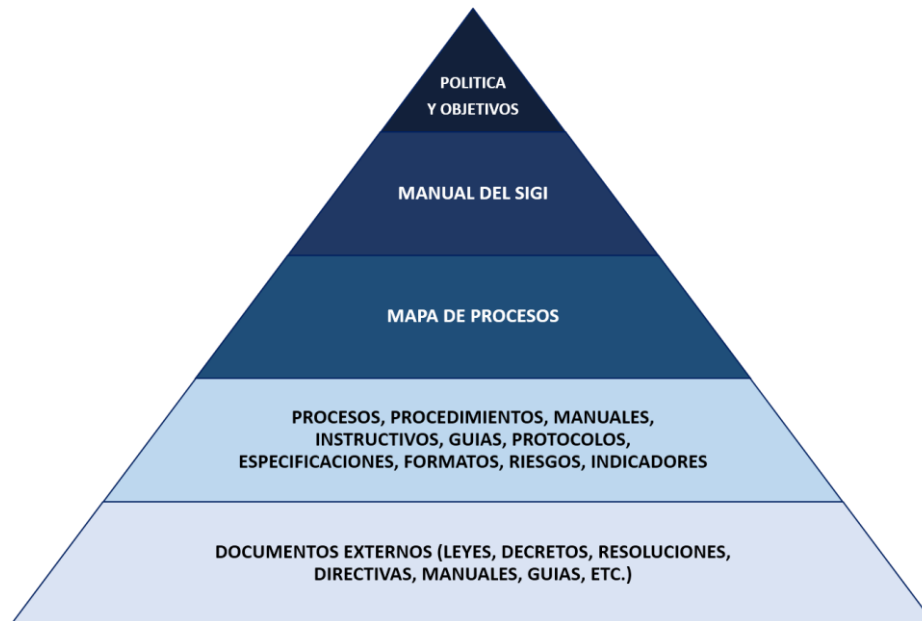 POLITICA
Y OBJETIVOS
MANUAL DEL SIGI
MAPA DE PROCESOS
PROCESOS, PROCEDIMIENTOS, MANUALES,
INSTRUCTIVOS, GUIAS, PROTOCOLOS,
ESPECIFICACIONES, FORMATOS, RIESGOS, INDICADORES
DOCUMENTOS EXTERNOS (LEYES, DECRETOS, RESOLUCIONES,
DIRECTIVAS, MANUALES, GUIAS, ETC.)